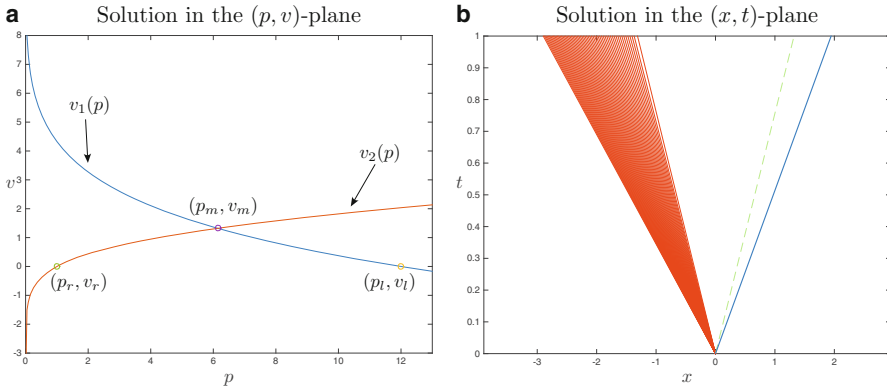 a
Solution in the (p, v)-plane
8
7
6
5
4
3
2
1
0
-1
-2
-3
v
0
2
4
6
8
10
12
p
v₁(p)
v₂(p)
(pₘ, vₘ)
(pᵣ, vᵣ)
(pₗ, vₗ)
b
Solution in the (x, t)-plane
1
0.9
0.8
0.7
0.6
0.5
0.4
0.3
0.2
0.1
0
t
-3
-2
-1
0
1
2
x